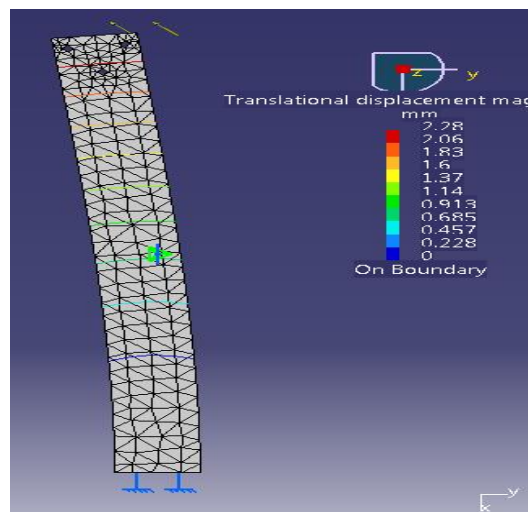 z
y
Translational displacement mag
mm
2.28
2.06
1.83
1.6
1.37
1.14
0.913
0.685
0.457
0.228
0
On Boundary
y
x